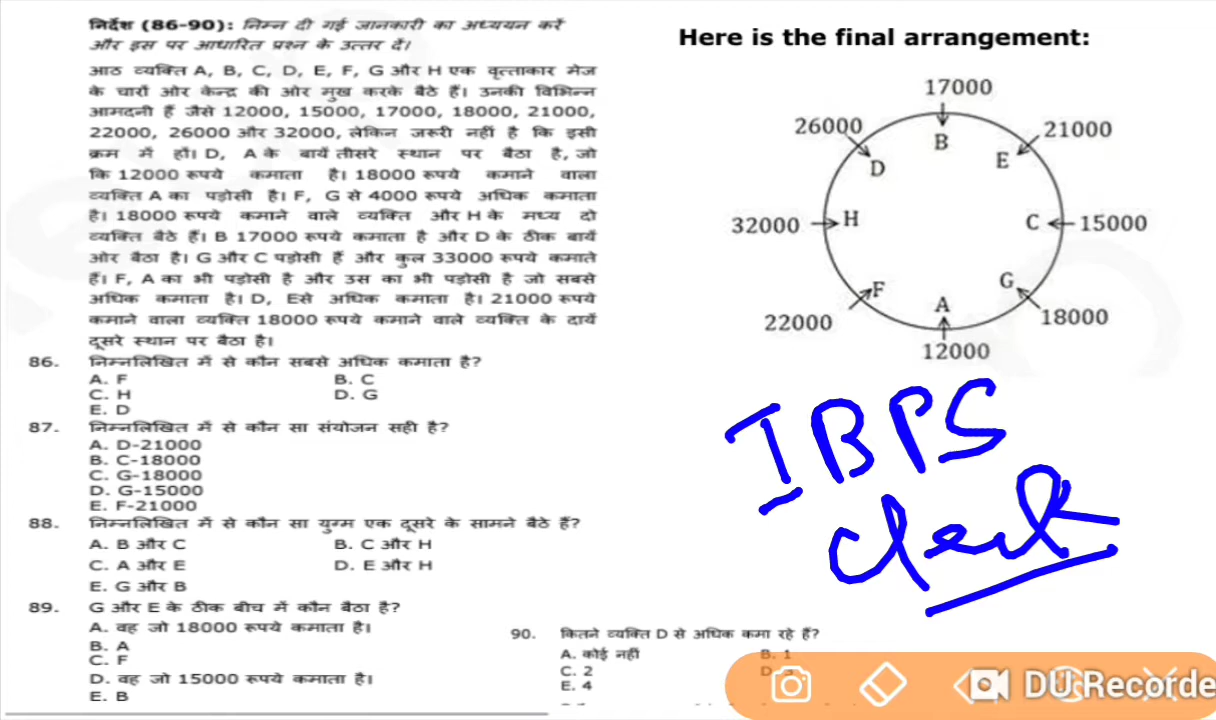 निर्देश (86-90): निम्न दी गई जानकारी का अध्ययन करें
और इस पर आधारित प्रश्न के उत्तर दें।
आठ व्यक्ति A, B, C, D, E, F, G और H एक वृत्ताकार मेज
के चारों ओर केन्द्र की ओर मुख करके बैठे हैं। उनकी विभिन्न
आमदनी हैं जैसे 12000, 15000, 17000, 18000, 21000,
22000, 26000 और 32000, लेकिन जरूरी नहीं है कि इसी
क्रम में हों। D, A के बायें तीसरे स्थान पर बैठा है, जो
कि 12000 रूपये कमाता है। 18000 रूपये कमाने वाला
व्यक्ति A का पड़ोसी है। F, G से 4000 रूपये अधिक कमाता
है। 18000 रूपये कमाने वाले व्यक्ति और H के मध्य दो
व्यक्ति बैठे हैं। B 17000 रूपये कमाता है और D के ठीक बायें
ओर बैठा है। G और C पड़ोसी हैं और कुल 33000 रूपये कमाते
हैं। F, A का भी पड़ोसी है और उस का भी पड़ोसी है जो सबसे
अधिक कमाता है। D, E से अधिक कमाता है। 21000 रूपये
कमाने वाला व्यक्ति 18000 रूपये कमाने वाले व्यक्ति के दायें
दूसरे स्थान पर बैठा है।
86. निम्नलिखित में से कौन सबसे अधिक कमाता है?
A. F B. C
C. H D. G
E. D
87. निम्नलिखित में से कौन सा संयोजन सही है?
A. D-21000
B. C-18000
C. G-18000
D. G-15000
E. F-21000
88. निम्नलिखित में से कौन सा युग्म एक दूसरे के सामने बैठे हैं?
A. B और C B. C और H
C. A और E D. E और H
E. G और B
89. G और E के ठीक बीच में कौन बैठा है?
A. वह जो 18000 रूपये कमाता है।
B. A
C. F
D. वह जो 15000 रूपये कमाता है।
E. B
Here is the final arrangement:
17000
26000 21000
B
D E
32000 H C 15000
F G
A
22000 18000
12000
IBPS
Clerk
90. कितने व्यक्ति D से अधिक कमा रहे हैं?
A. कोई नहीं B. 1
C. 2 D. 3
E. 4
DU Recorde